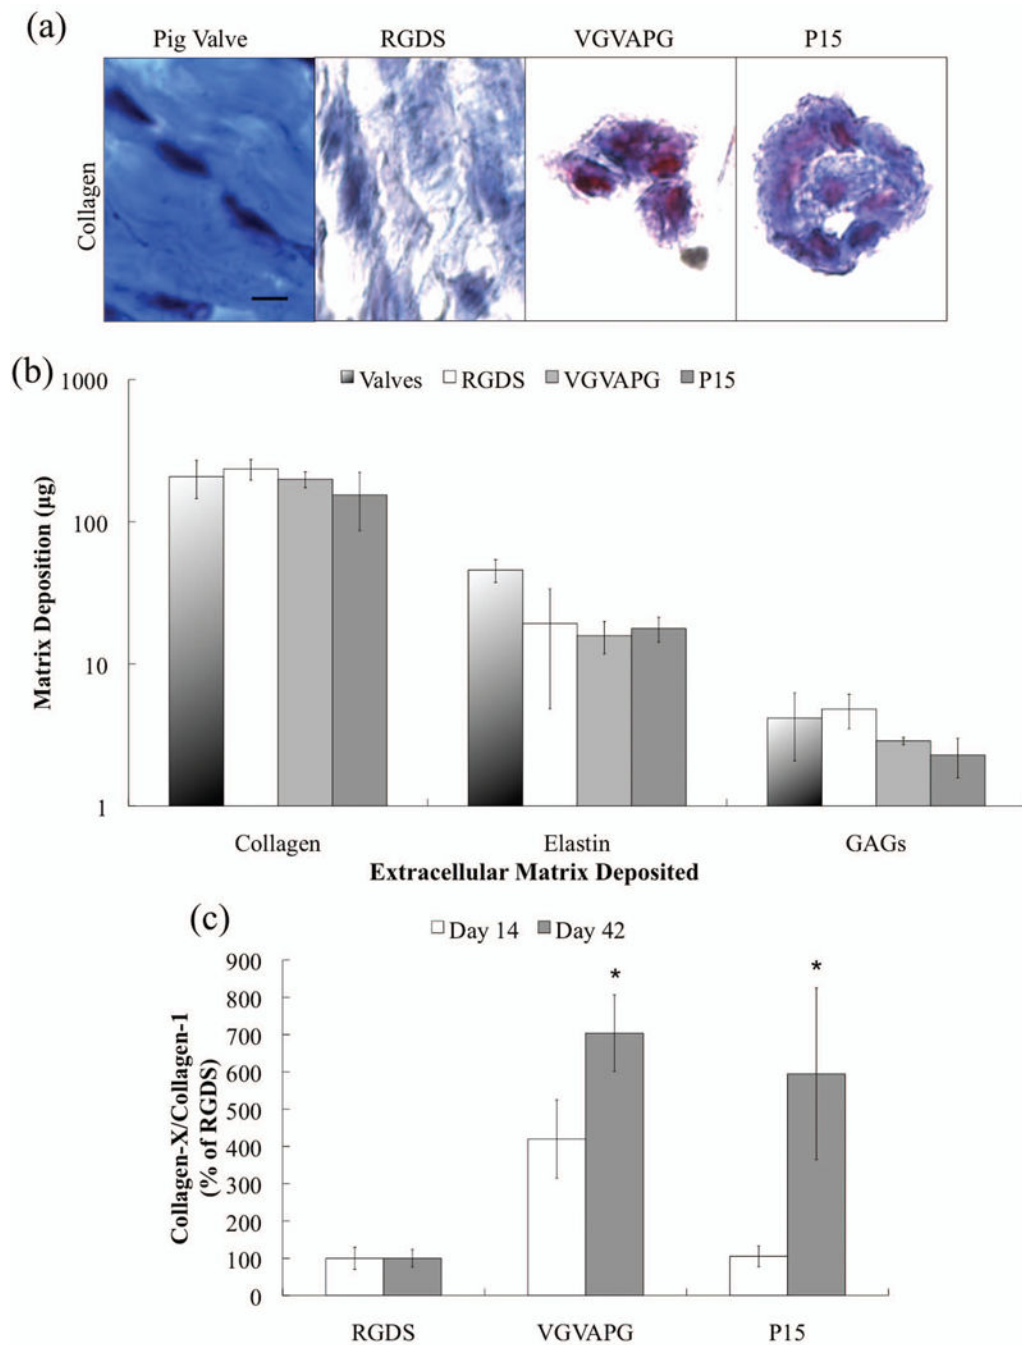 (a)
Pig Valve RGDS VGVAPG P15
Collagen
(b)
Valves RGDS VGVAPG P15
1000
100
10
1
Matrix Deposition (µg)
Collagen Elastin GAGs
Extracellular Matrix Deposited
(c)
Day 14 Day 42
900
800
700
600
500
400
300
200
100
0
Collagen-X/Collagen-1
(% of RGDS)
* *
RGDS VGVAPG P15